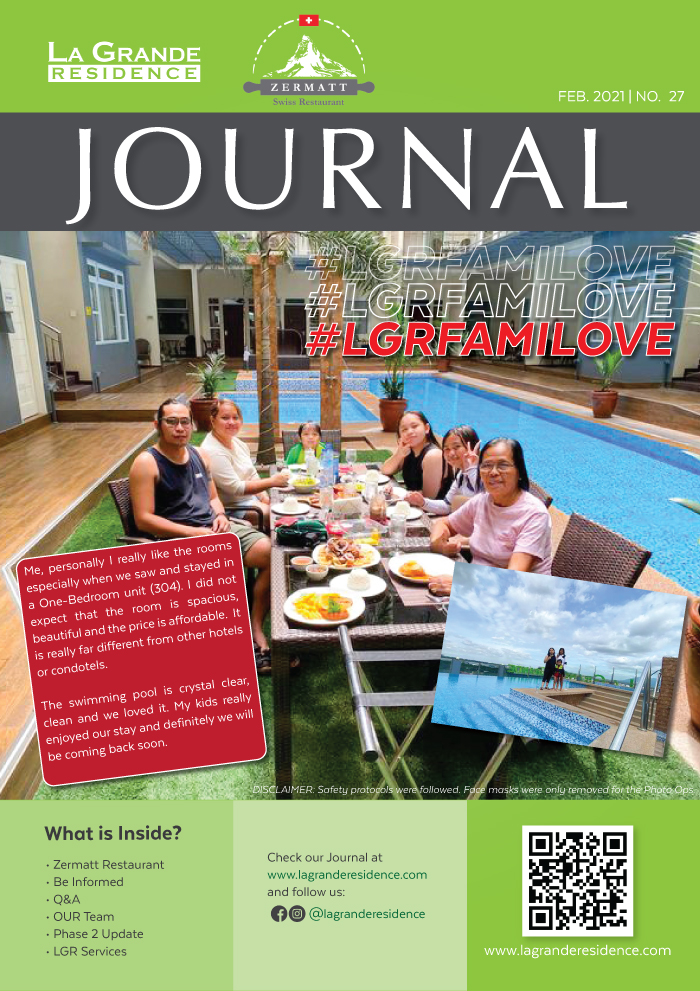 LA GRANDE
RESIDENCE
ZERMATT
Swiss Restaurant
FEB. 2021 | NO. 27
JOURNAL
#LGRFAMILOVE
#LGRFAMILOVE
#LGRFAMILOVE
Me, personally I really like the rooms
especially when we saw and stayed in
a One-Bedroom unit (304). I did not
expect that the room is spacious,
beautiful and the price is affordable. It
is really far different from other hotels
or condotels.
The swimming pool is crystal clear,
clean and we loved it. My kids really
enjoyed our stay and definitely we will
be coming back soon.
DISCLAIMER: Safety protocols were followed. Face masks were only removed for the Photo Ops.
What is Inside?
• Zermatt Restaurant
• Be Informed
• Q&A
• OUR Team
• Phase 2 Update
• LGR Services
Check our Journal at
www.lagranderesidence.com
and follow us:
@lagranderesidence
www.lagranderesidence.com